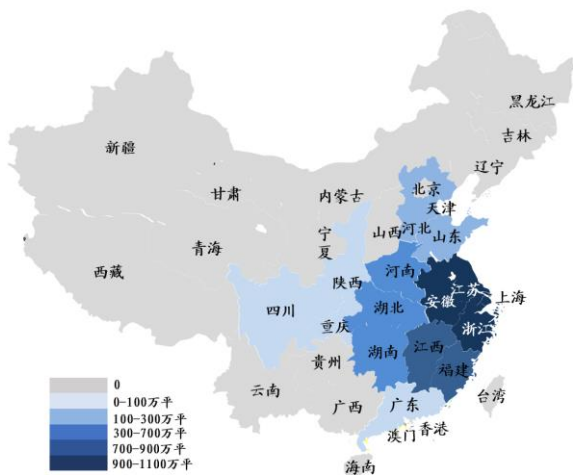 黑龙江
吉林
新疆
辽宁
甘肃
内蒙古
北京
天津
宁夏
山西
河北
山东
青海
西藏
陕西
河南
四川
湖北
安徽
江苏
上海
重庆
浙江
湖南
江西
贵州
福建
云南
广西
广东
台湾
澳门
香港
海南
0
0-100万平
100-300万平
300-700万平
700-900万平
900-1100万平